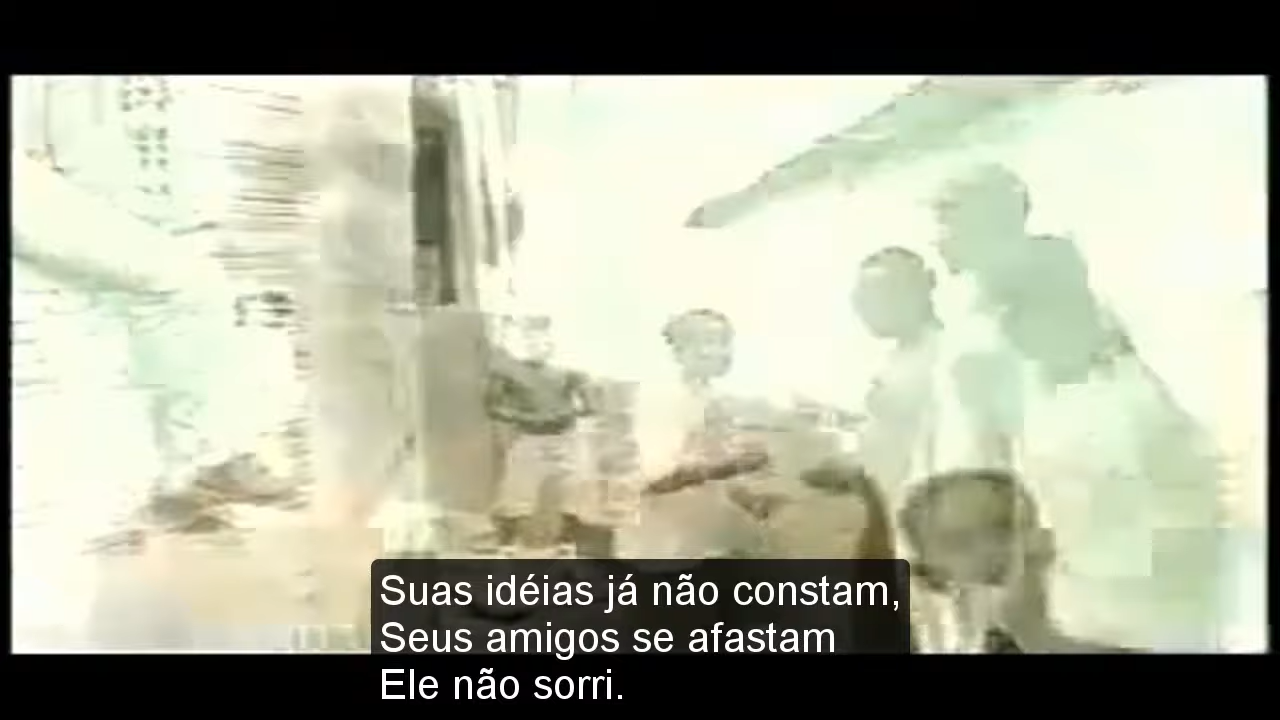 Suas idéias já não constam,
Seus amigos se afastam
Ele não sorri.